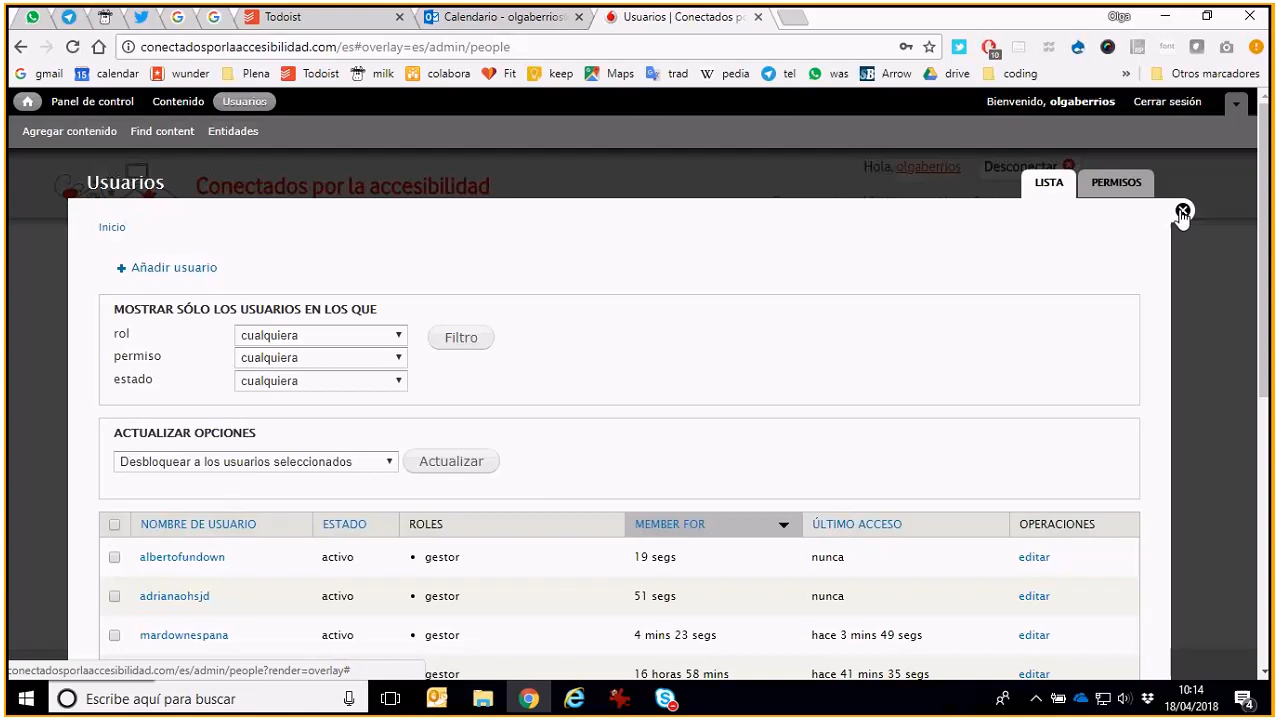 Todoist
Calendario - olgaberrios
Usuarios | Conectados po
Olga
conectadosporlaaccesibilidad.com/es#overlay=es/admin/people
10
font
gmail
15 calendar
wunder
Plena
Todoist
milk
colabora
Fit
keep
Maps
trad
W pedia
tel
was
Arrow
drive
coding
»
Otros marcadores
Panel de control
Contenido
Usuarios
Bienvenido, olgaberrios
Cerrar sesión
Agregar contenido
Find content
Entidades
Hola, olgaberrios
Desconectar
Usuarios
Conectados por la accesibilidad
LISTA
PERMISOS
Inicio
+ Añadir usuario
MOSTRAR SÓLO LOS USUARIOS EN LOS QUE
rol cualquiera
Filtro
permiso cualquiera
estado cualquiera
ACTUALIZAR OPCIONES
Desbloquear a los usuarios seleccionados
Actualizar
NOMBRE DE USUARIO ESTADO ROLES MEMBER FOR ÚLTIMO ACCESO OPERACIONES
albertofundown activo • gestor 19 segs nunca editar
adrianaohsjd activo • gestor 51 segs nunca editar
mardownespana activo • gestor 4 mins 23 segs hace 3 mins 49 segs editar
gestor 16 horas 58 mins hace 41 mins 35 segs editar
conectadosporlaaccesibilidad.com/es/admin/people?render=overlay#
Escribe aquí para buscar
10:14
18/04/2018
4